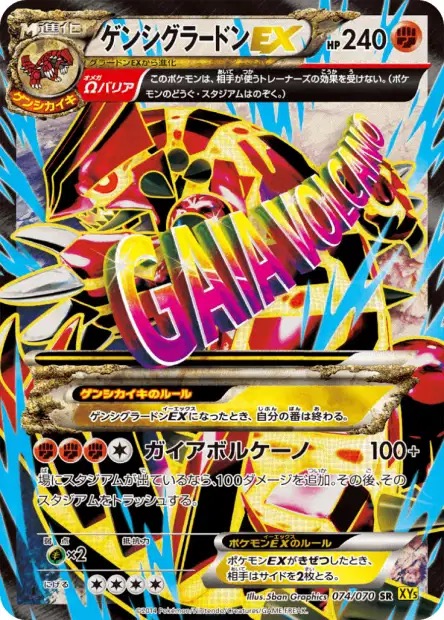 M進化
ゲンシグラードンEX
HP240
グラードンEXから進化
ゲンシカイキ
オメガ
Ωバリア
このポケモンは、相手が使うトレーナーズの効果を受けない。(ポケ
モンのどうぐ・スタジアムはのぞく。)
GAIA VOLCANO
ゲンシカイキのルール
ゲンシグラードンEXになったとき、自分の番は終わる。
ガイアボルケーノ 100+
場にスタジアムが出ているなら、100ダメージを追加。その後、その
スタジアムをトラッシュする。
弱点 抵抗力
×2
にげる
ポケモンEXのルール
ポケモンEXがきぜつしたとき、
相手はサイドを2枚とる。
Illus. 5ban Graphics 074/070 SR XY5
©2014 Pokémon/Nintendo/Creatures/GAME FREAK.